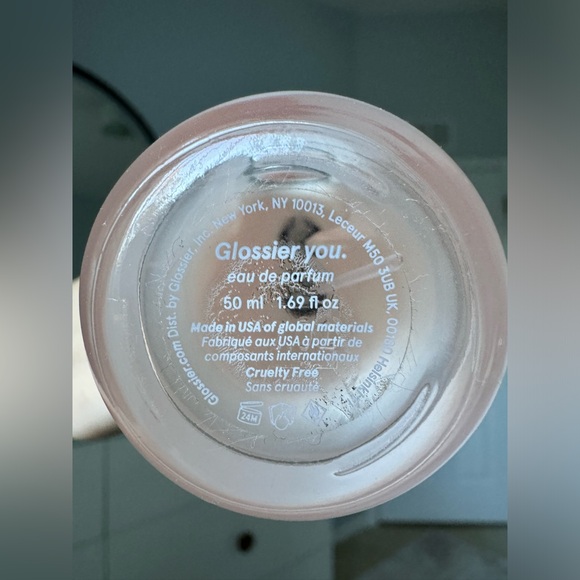 Glossier.com Dist. by Glossier, Inc. New York, NY 10013, Leceur M50 3UB UK, 00180 Helsinki
Glossier you.
eau de parfum
50 ml 1.69 fl oz
Made in USA of global materials
Fabriqué aux USA à partir de
composants internationaux
Cruelty Free
Sans cruauté
24M